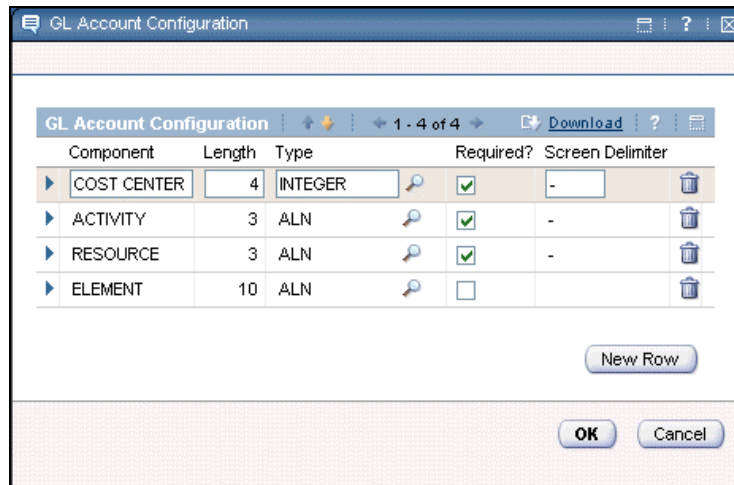 GL Account Configuration ?
GL Account Configuration 1 - 4 of 4 Download ?
Component Length Type Required? Screen Delimiter
COST CENTER 4 INTEGER -
ACTIVITY 3 ALN -
RESOURCE 3 ALN -
ELEMENT 10 ALN
New Row
OK Cancel